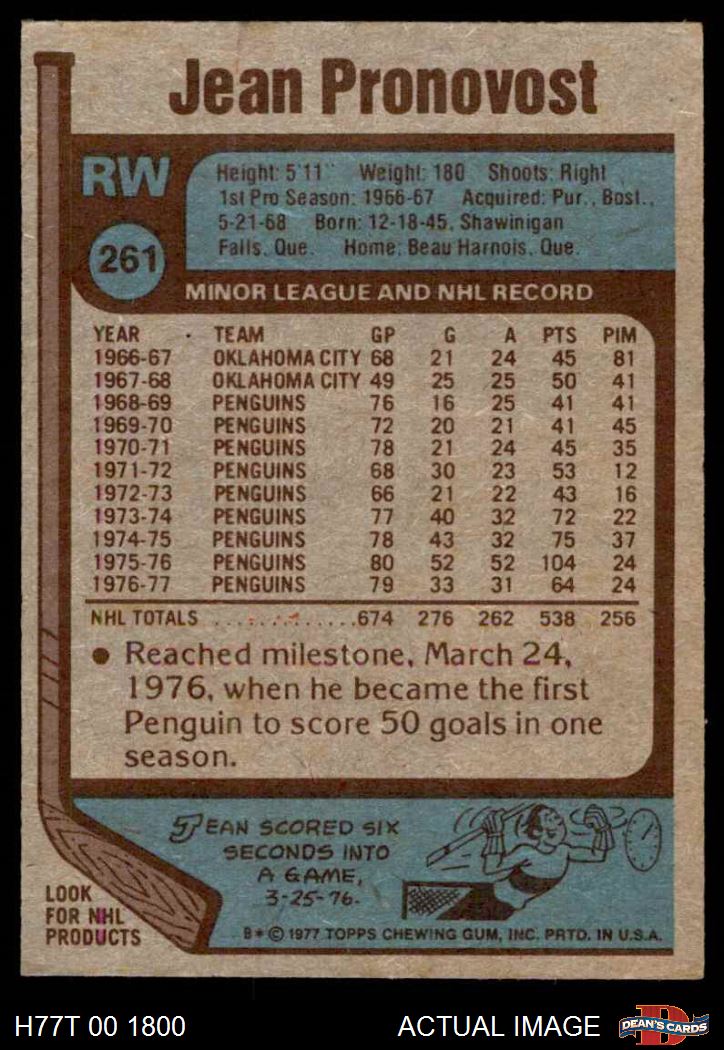 Jean Pronovost
RW
261
Height: 5'11" Weight: 180 Shoots: Right
1st Pro Season: 1966-67 Acquired: Pur., Bost.,
5-21-68 Born: 12-18-45, Shawinigan
Falls, Que. Home: Beau Harnois, Que.
MINOR LEAGUE AND NHL RECORD
YEAR TEAM GP G A PTS PIM
1966-67 OKLAHOMA CITY 68 21 24 45 81
1967-68 OKLAHOMA CITY 49 25 25 50 41
1968-69 PENGUINS 76 16 25 41 41
1969-70 PENGUINS 72 20 21 41 45
1970-71 PENGUINS 78 21 24 45 35
1971-72 PENGUINS 68 30 23 53 12
1972-73 PENGUINS 66 21 22 43 16
1973-74 PENGUINS 77 40 32 72 22
1974-75 PENGUINS 78 43 32 75 37
1975-76 PENGUINS 80 52 52 104 24
1976-77 PENGUINS 79 33 31 64 24
NHL TOTALS ..............674 276 262 538 256
● Reached milestone, March 24,
1976, when he became the first
Penguin to score 50 goals in one
season.
JEAN SCORED SIX
SECONDS INTO
A GAME,
3-25-76.
LOOK
FOR NHL
PRODUCTS
B*© 1977 TOPPS CHEWING GUM, INC. PRTD. IN U.S.A.
H77T 00 1800 ACTUAL IMAGE
D
DEAN'S CARDS